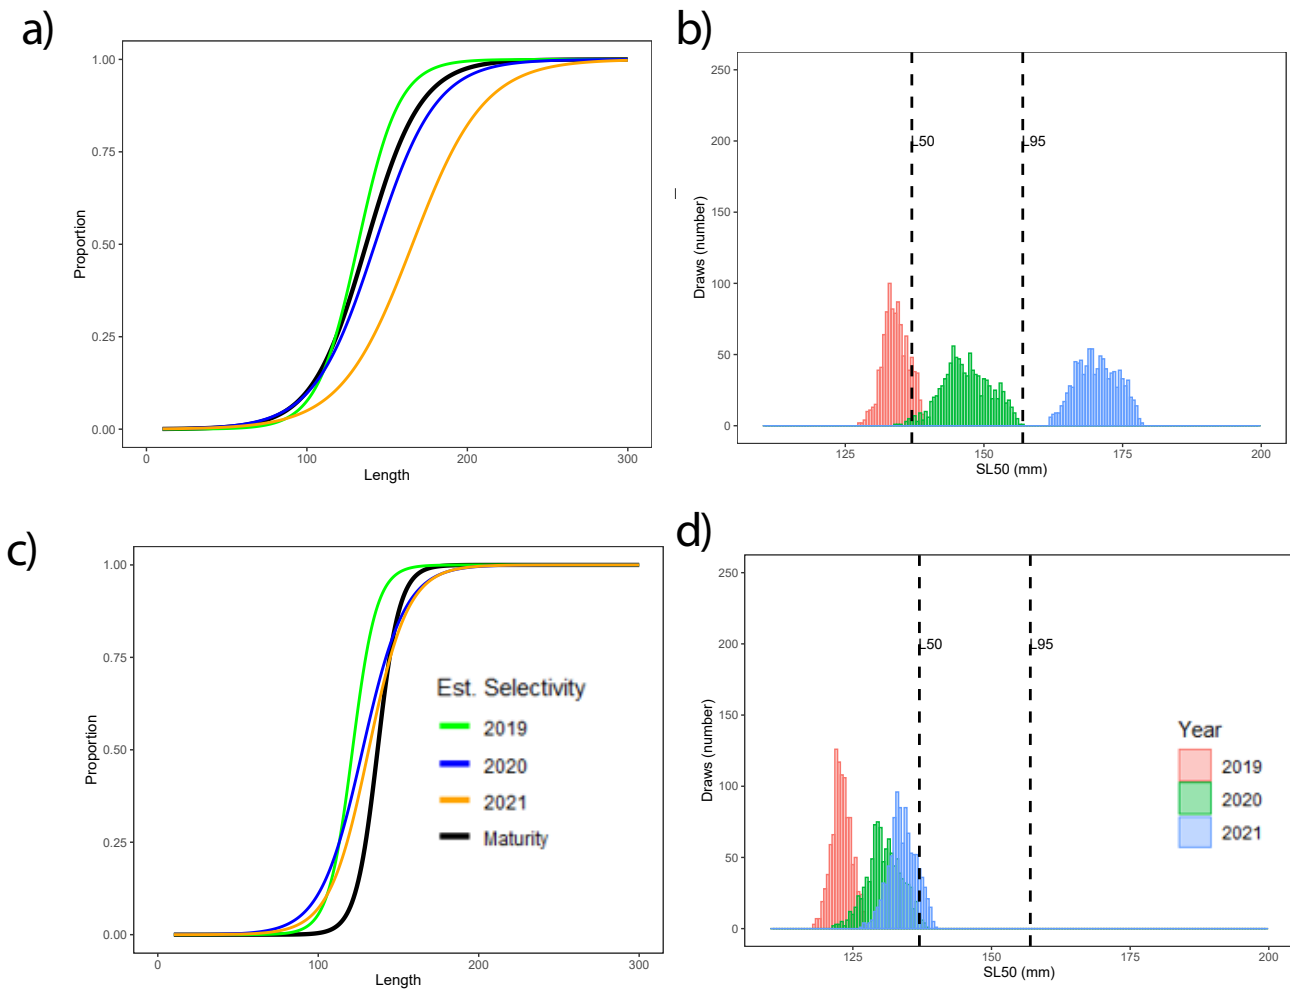 a)
1.00
0.75
0.50
0.25
0.00
Proportion
0
100
200
300
Length
b)
250
200
150
100
50
0
Draws (number)
L50
L95
125
150
175
200
SL50 (mm)
c)
1.00
0.75
0.50
0.25
0.00
Proportion
Est. Selectivity
2019
2020
2021
Maturity
0
100
200
300
Length
d)
250
200
150
100
50
0
Draws (number)
L50
L95
Year
2019
2020
2021
125
150
175
200
SL50 (mm)